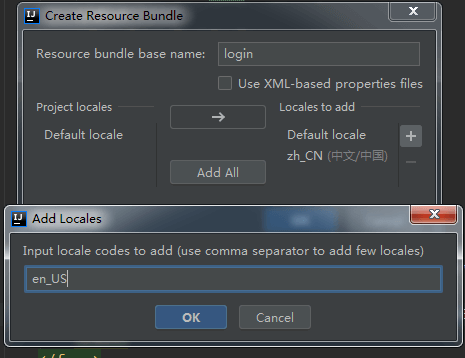 Create Resource Bundle
Resource bundle base name: login
Use XML-based properties files
Project locales
Default locale
Add All
Locales to add
Default locale
zh_CN (中文/中国)
Add Locales
Input locale codes to add (use comma separator to add few locales)
en_US
OK
Cancel